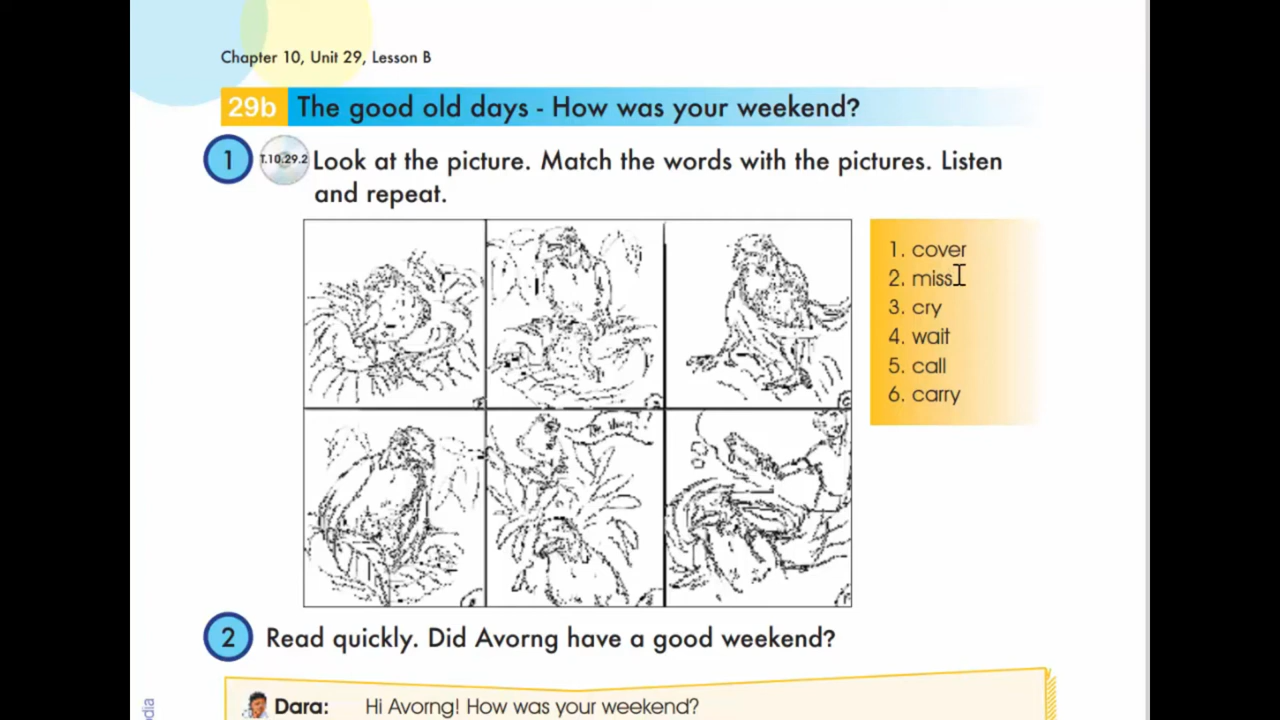 Chapter 10, Unit 29, Lesson B
29b The good old days - How was your weekend?
1 T.10.29.2 Look at the picture. Match the words with the pictures. Listen
and repeat.
1. cover
2. miss
3. cry
4. wait
5. call
6. carry
2 Read quickly. Did Avorng have a good weekend?
Dara: Hi Avorng! How was your weekend?
odia